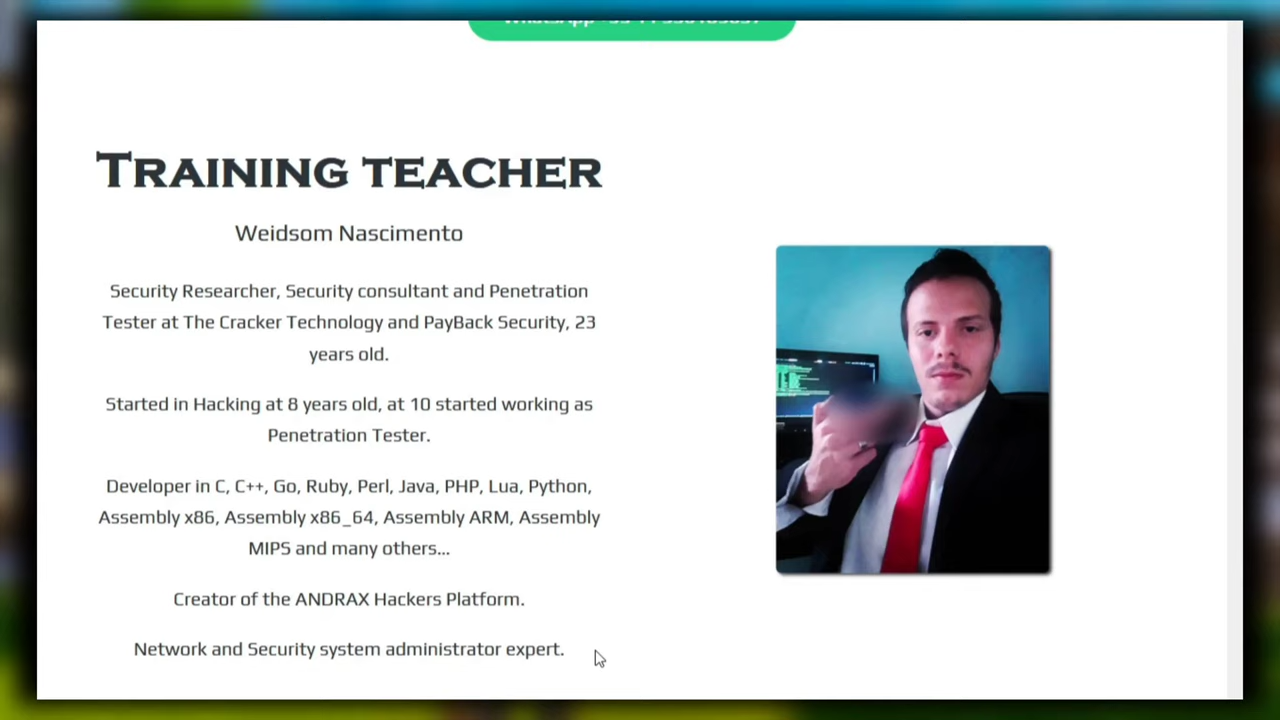 TRAINING TEACHER
Weidsom Nascimento
Security Researcher, Security consultant and Penetration
Tester at The Cracker Technology and PayBack Security, 23
years old.
Started in Hacking at 8 years old, at 10 started working as
Penetration Tester.
Developer in C, C++, Go, Ruby, Perl, Java, PHP, Lua, Python,
Assembly x86, Assembly x86_64, Assembly ARM, Assembly
MIPS and many others...
Creator of the ANDRAX Hackers Platform.
Network and Security system administrator expert.